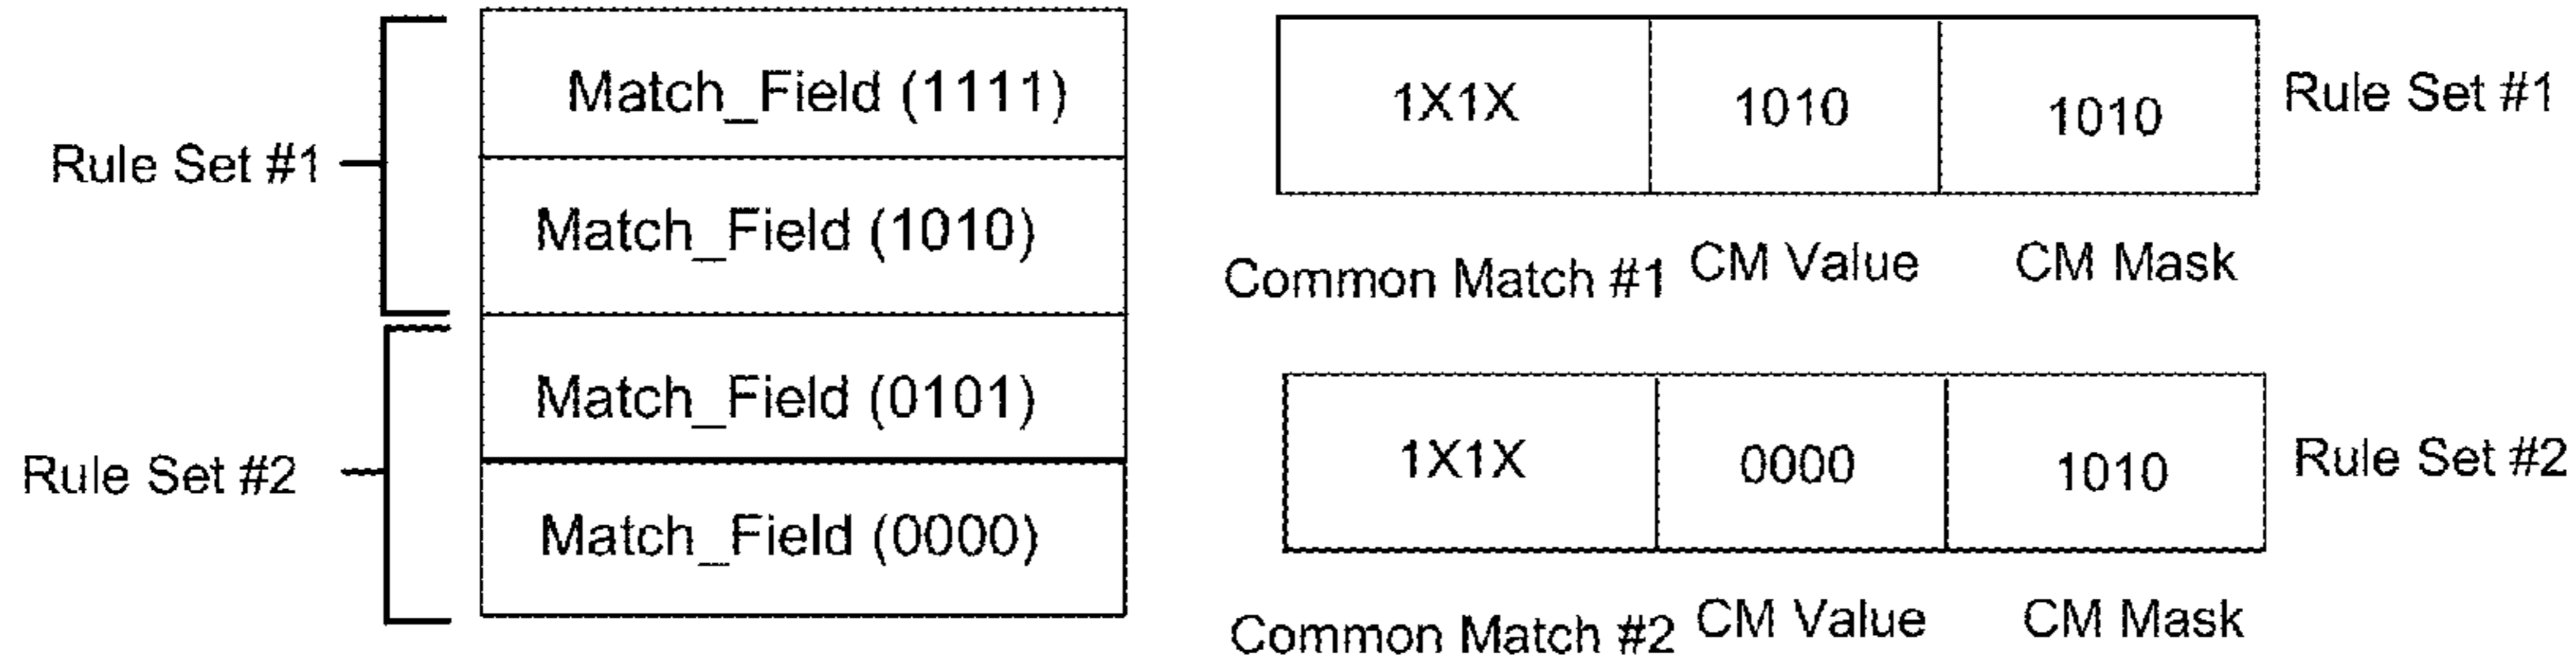 Rule Set #1
Match_Field (1111)
Match_Field (1010)
Rule Set #2
Match_Field (0101)
Match_Field (0000)
1X1X 1010 1010 Rule Set #1
Common Match #1 CM Value CM Mask
1X1X 0000 1010 Rule Set #2
Common Match #2 CM Value CM Mask